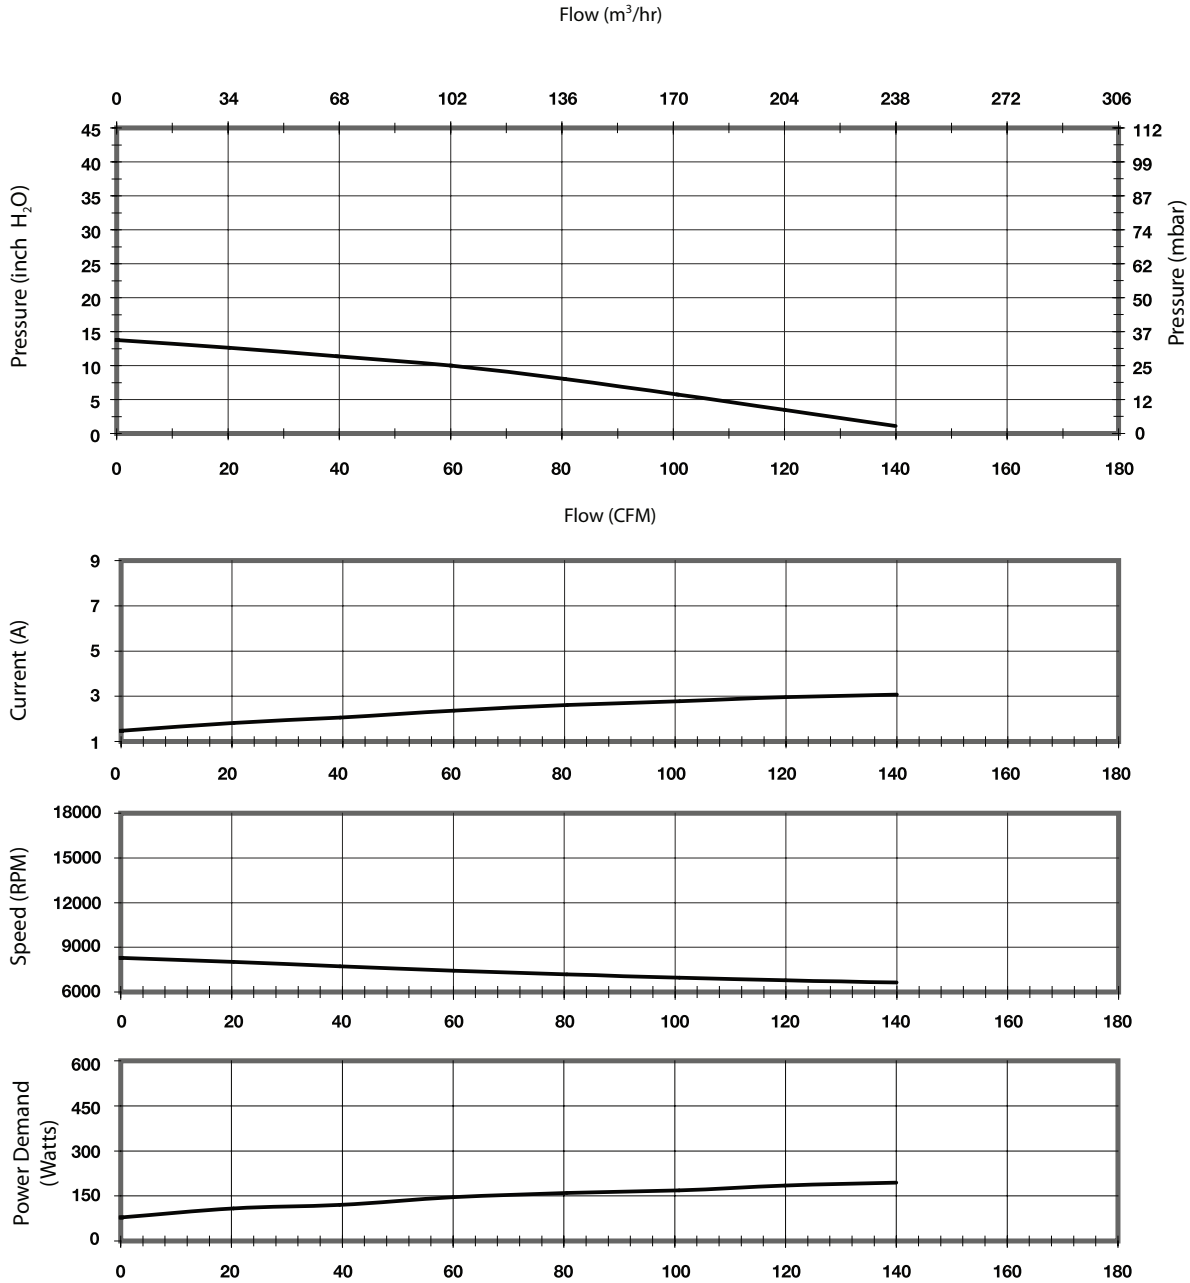 Flow (m³/hr)
0 34 68 102 136 170 204 238 272 306
Pressure (inch H₂O)
45
40
35
30
25
20
15
10
5
0
112
99
87
74
62
50
37
25
12
0
Pressure (mbar)
0 20 40 60 80 100 120 140 160 180
Flow (CFM)
Current (A)
9
7
5
3
1
0 20 40 60 80 100 120 140 160 180
Speed (RPM)
18000
15000
12000
9000
6000
0 20 40 60 80 100 120 140 160 180
Power Demand
(Watts)
600
450
300
150
0
0 20 40 60 80 100 120 140 160 180